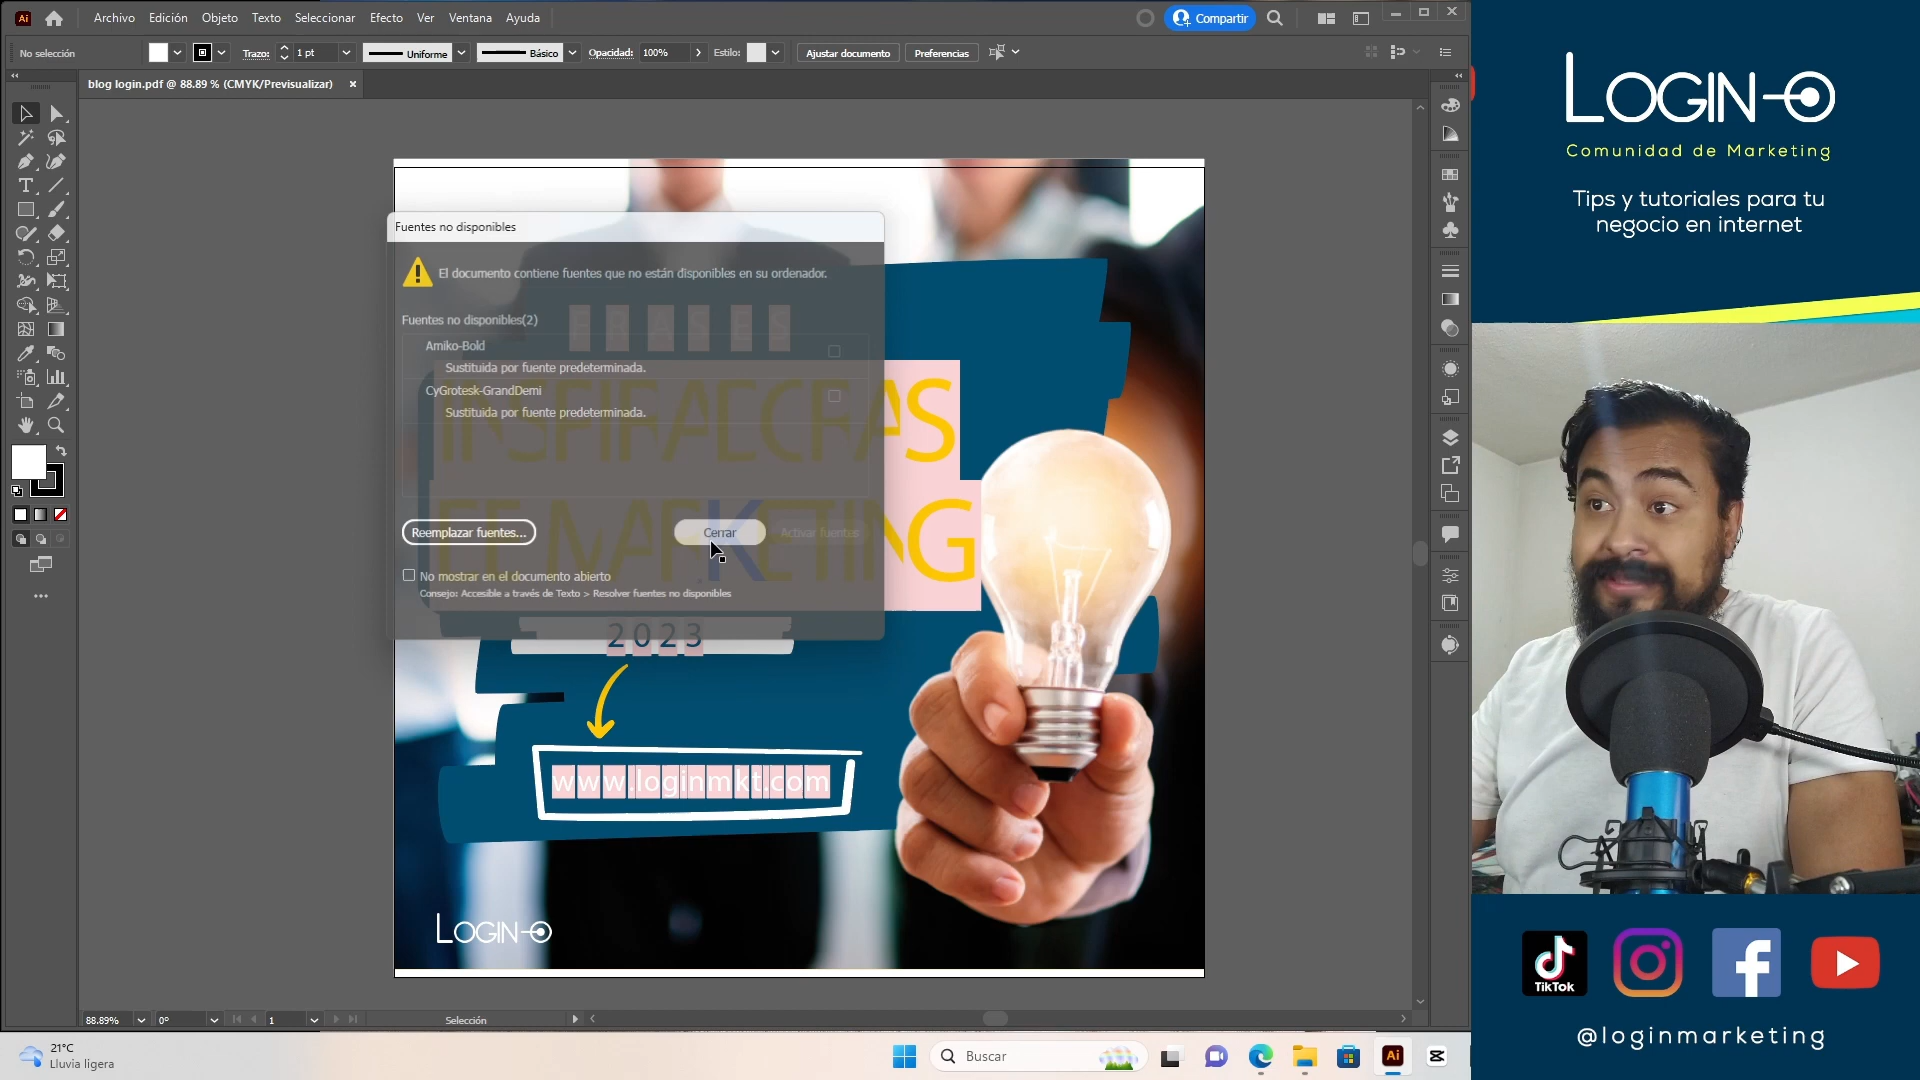 Archivo Edición Objeto Texto Seleccionar Efecto Ver Ventana Ayuda
Compartir
No selección
Trazo: 1 pt
Uniforme
Básico
Opacidad: 100%
Estilo:
Ajustar documento
Preferencias
blog login.pdf @ 88.89 % (CMYK/Previsualizar)
Fuentes no disponibles
El documento contiene fuentes que no están disponibles en su ordenador.
Fuentes no disponibles(2)
Amiko-Bold
Sustituida por fuente predeterminada.
CyGrotesk-GrandDemi
Sustituida por fuente predeterminada.
Reemplazar fuentes...
Cerrar
Activar fuentes
No mostrar en el documento abierto
Consejo: Accesible a través de Texto > Resolver fuentes no disponibles
2023
www.loginmkt.com
LOGIN
88.89%
0°
1
Selección
21°C
Lluvia ligera
Buscar
LOGIN
Comunidad de Marketing
Tips y tutoriales para tu
negocio en internet
TikTok
@loginmarketing